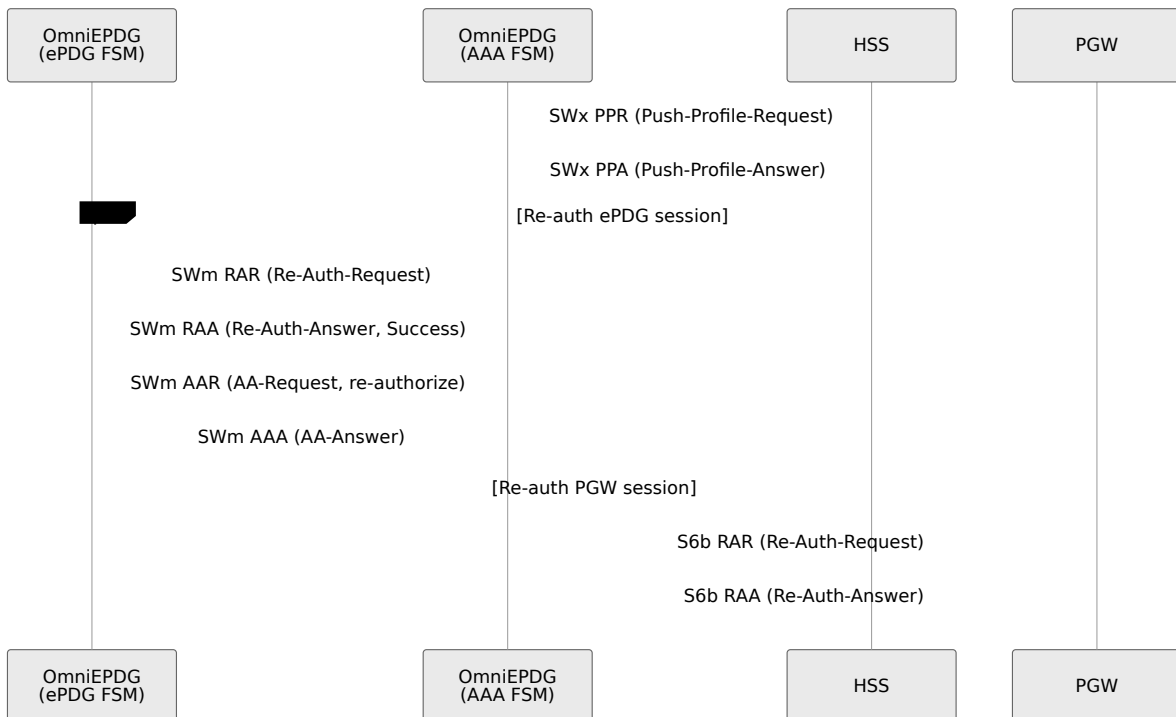 OmniEPDG
(ePDG FSM)
OmniEPDG
(AAA FSM)
HSS
PGW
SWx PPR (Push-Profile-Request)
SWx PPA (Push-Profile-Answer)
[Re-auth ePDG session]
SWm RAR (Re-Auth-Request)
SWm RAA (Re-Auth-Answer, Success)
SWm AAR (AA-Request, re-authorize)
SWm AAA (AA-Answer)
[Re-auth PGW session]
S6b RAR (Re-Auth-Request)
S6b RAA (Re-Auth-Answer)
OmniEPDG
(ePDG FSM)
OmniEPDG
(AAA FSM)
HSS
PGW